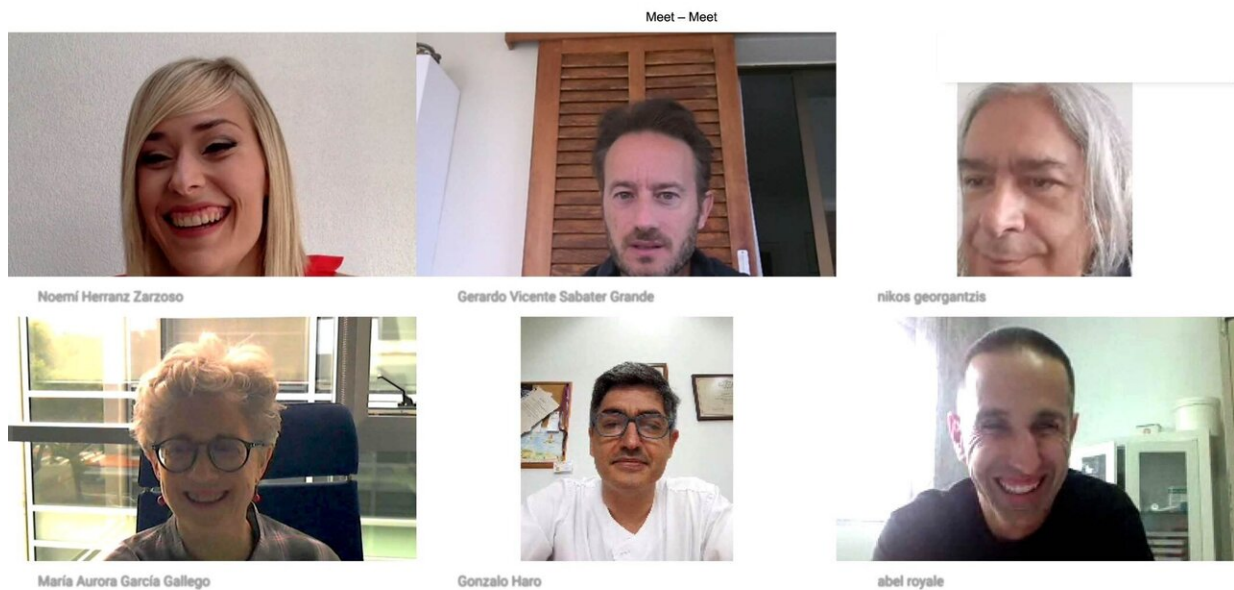 Meet – Meet
Noemí Herranz Zarzoso
Gerardo Vicente Sabater Grande
nikos georgantzis
María Aurora García Gallego
Gonzalo Haro
abel royale